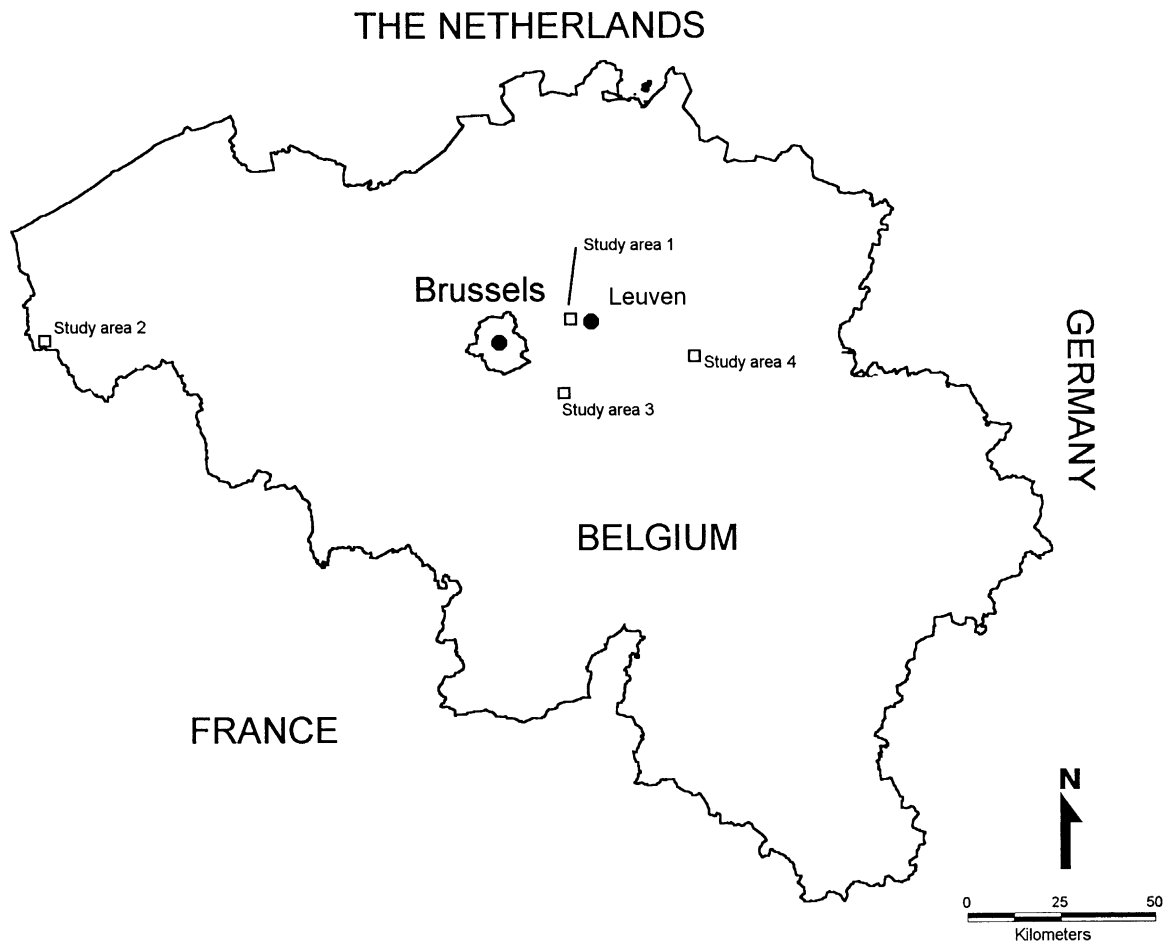 THE NETHERLANDS
Study area 1
Brussels
Leuven
Study area 2
Study area 4
Study area 3
GERMANY
BELGIUM
FRANCE
N
0 25 50
Kilometers